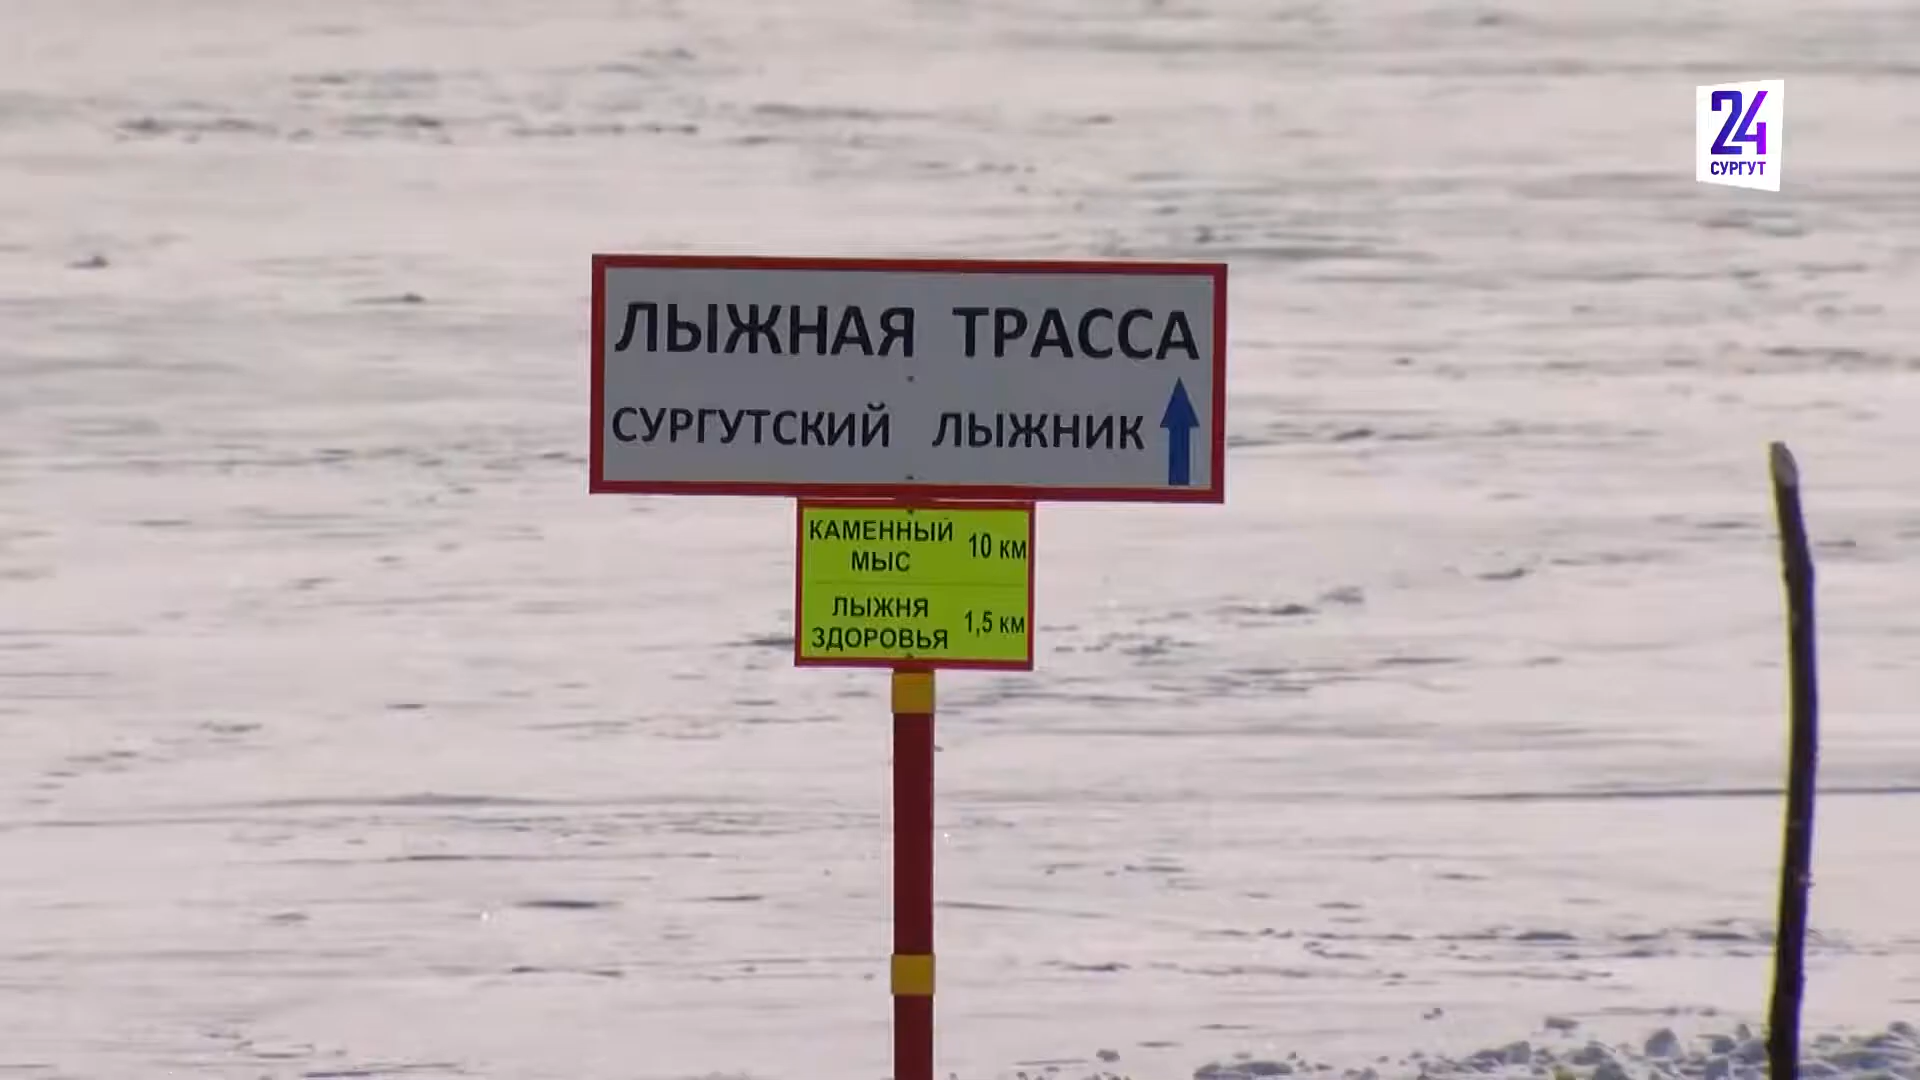 24
СУРГУТ
ЛЫЖНАЯ ТРАССА
СУРГУТСКИЙ ЛЫЖНИК
КАМЕННЫЙ МЫС 10 КМ
ЛЫЖНЯ ЗДОРОВЬЯ 1,5 КМ